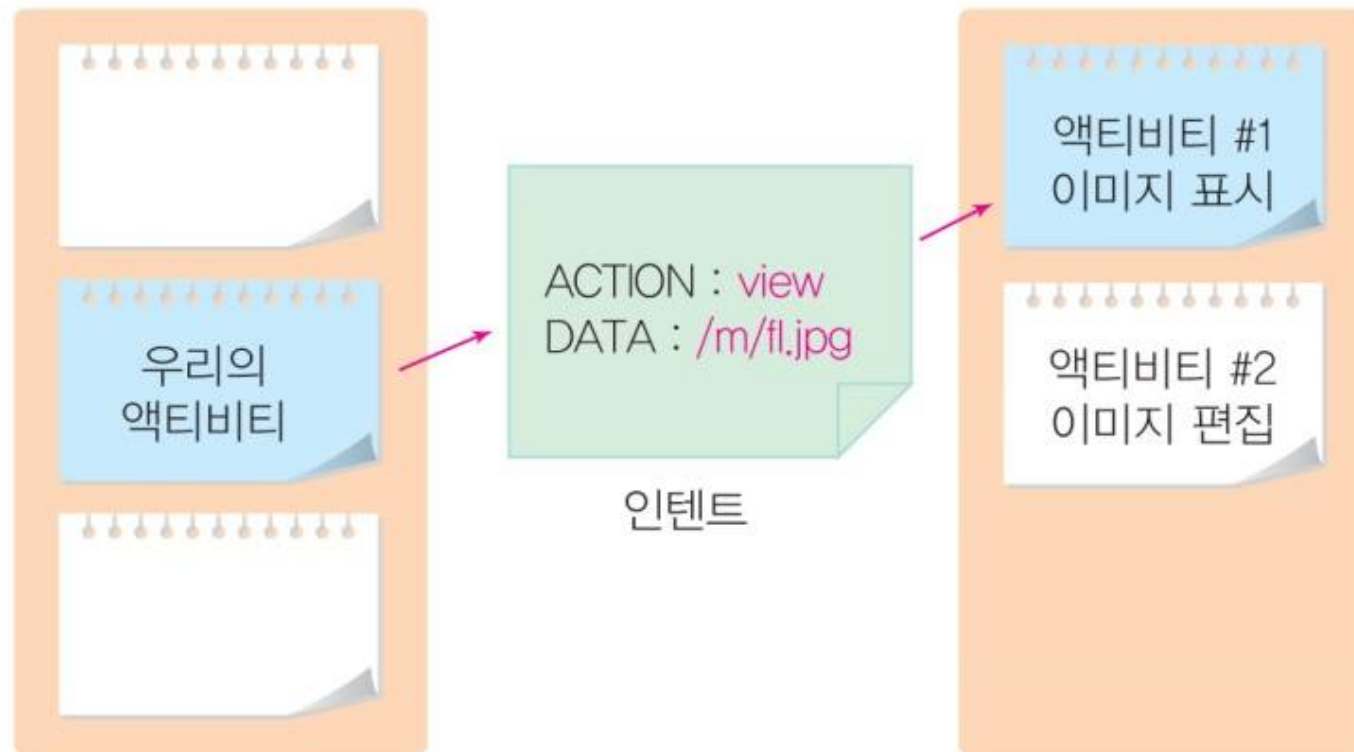 우리의
액티비티
ACTION : view
DATA : /m/fl.jpg
인텐트
액티비티 #1
이미지 표시
액티비티 #2
이미지 편집